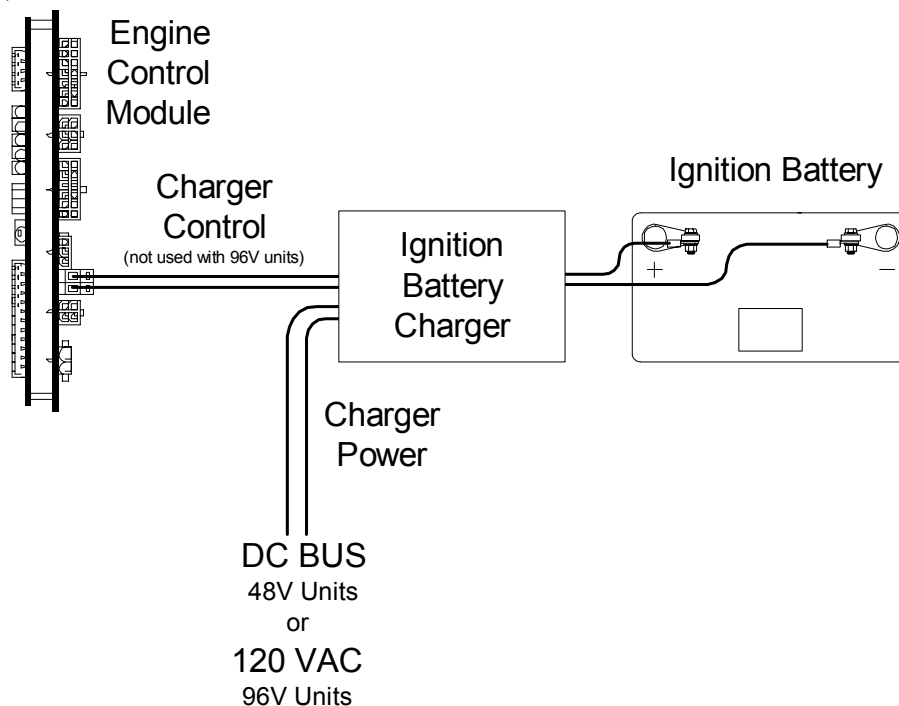 Engine
Control
Module
Charger
Control
(not used with 96V units)
Ignition
Battery
Charger
Ignition Battery
+
−
Charger
Power
DC BUS
48V Units
or
120 VAC
96V Units